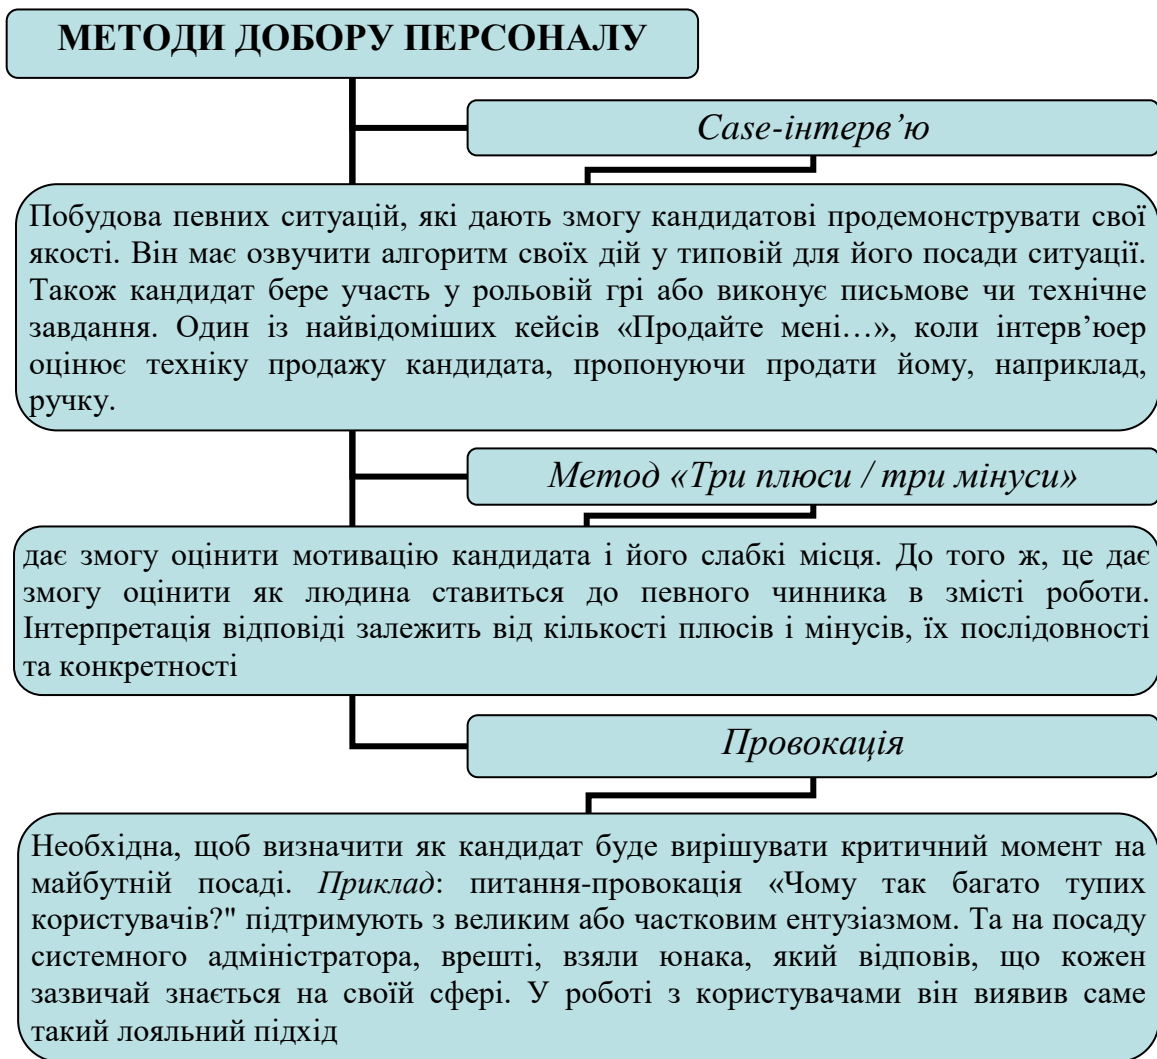 МЕТОДИ ДОБОРУ ПЕРСОНАЛУ
Case-інтерв’ю
Побудова певних ситуацій, які дають змогу кандидатові продемонструвати свої
якості. Він має озвучити алгоритм своїх дій у типовій для його посади ситуації.
Також кандидат бере участь у рольовій грі або виконує письмове чи технічне
завдання. Один із найвідоміших кейсів «Продайте мені…», коли інтерв’юер
оцінює техніку продажу кандидата, пропонуючи продати йому, наприклад,
ручку.
Метод «Три плюси / три мінуси»
дає змогу оцінити мотивацію кандидата і його слабкі місця. До того ж, це дає
змогу оцінити як людина ставиться до певного чинника в змісті роботи.
Інтерпретація відповіді залежить від кількості плюсів і мінусів, їх послідовності
та конкретності
Провокація
Необхідна, щоб визначити як кандидат буде вирішувати критичний момент на
майбутній посаді. Приклад: питання-провокація «Чому так багато тупих
користувачів?" підтримують з великим або частковим ентузіазмом. Та на посаду
системного адміністратора, врешті, взяли юнака, який відповів, що кожен
зазвичай знається на своїй сфері. У роботі з користувачами він виявив саме
такий лояльний підхід